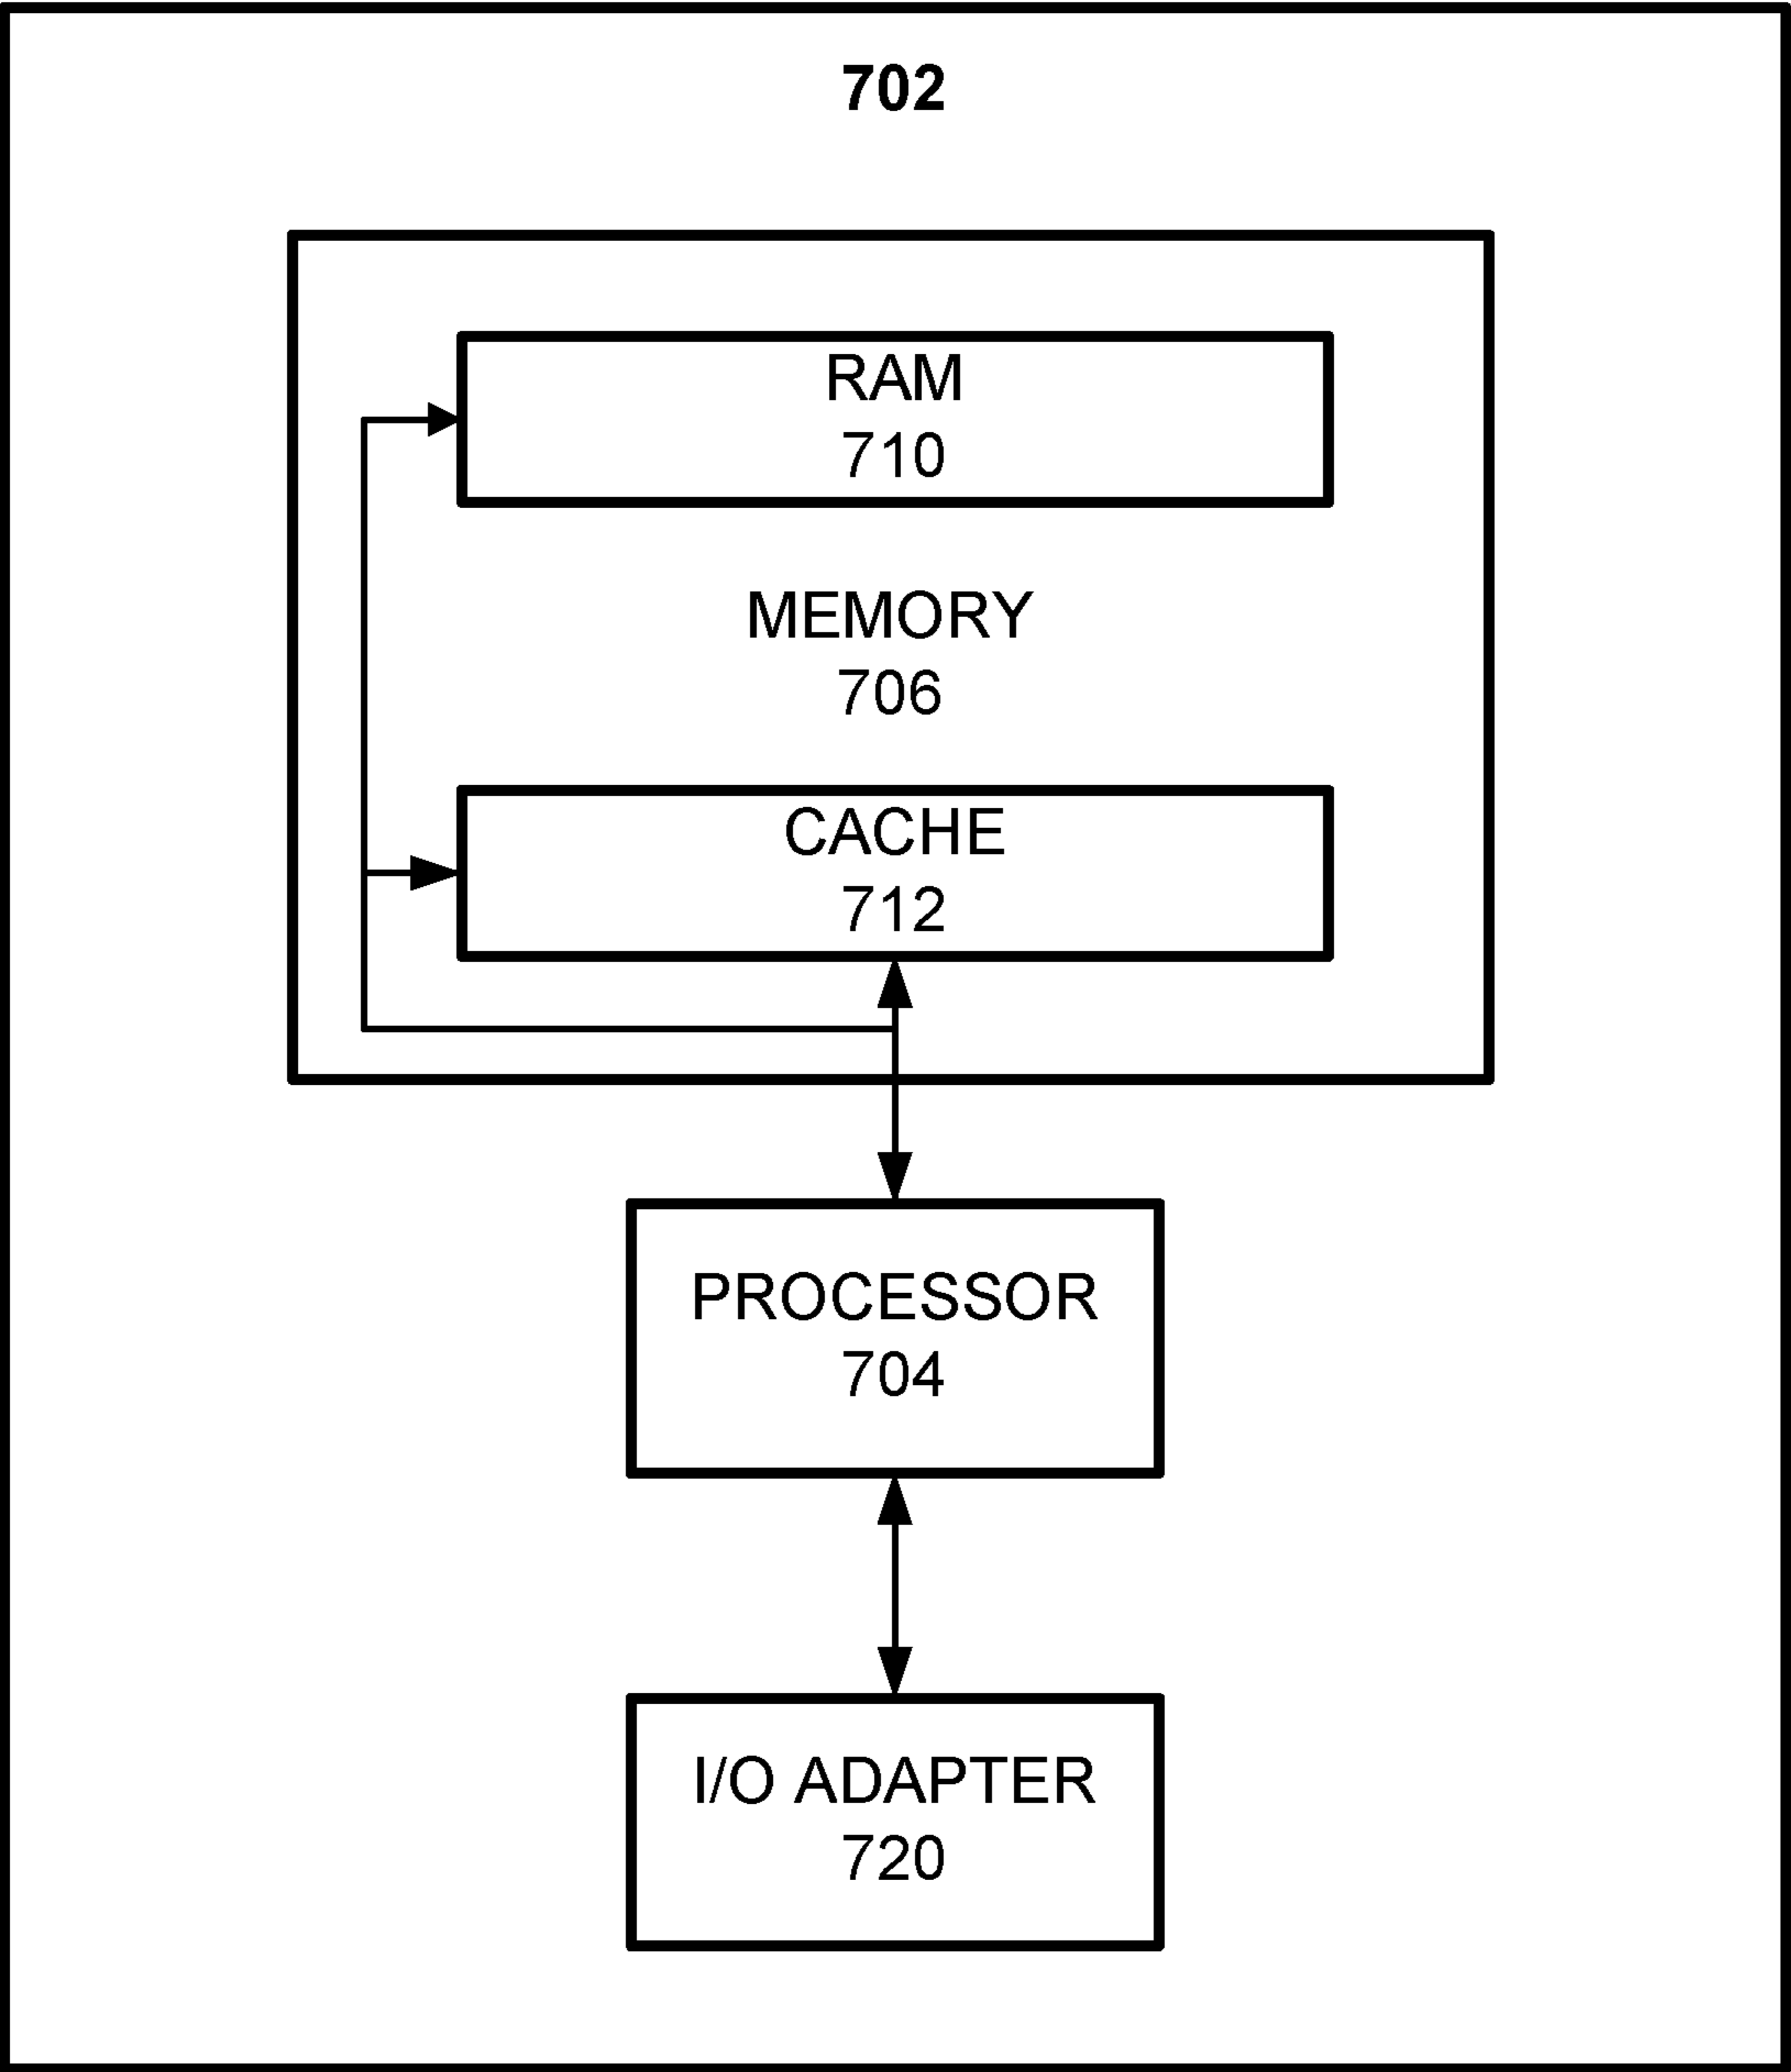 702
RAM
710
MEMORY
706
CACHE
712
PROCESSOR
704
I/O ADAPTER
720